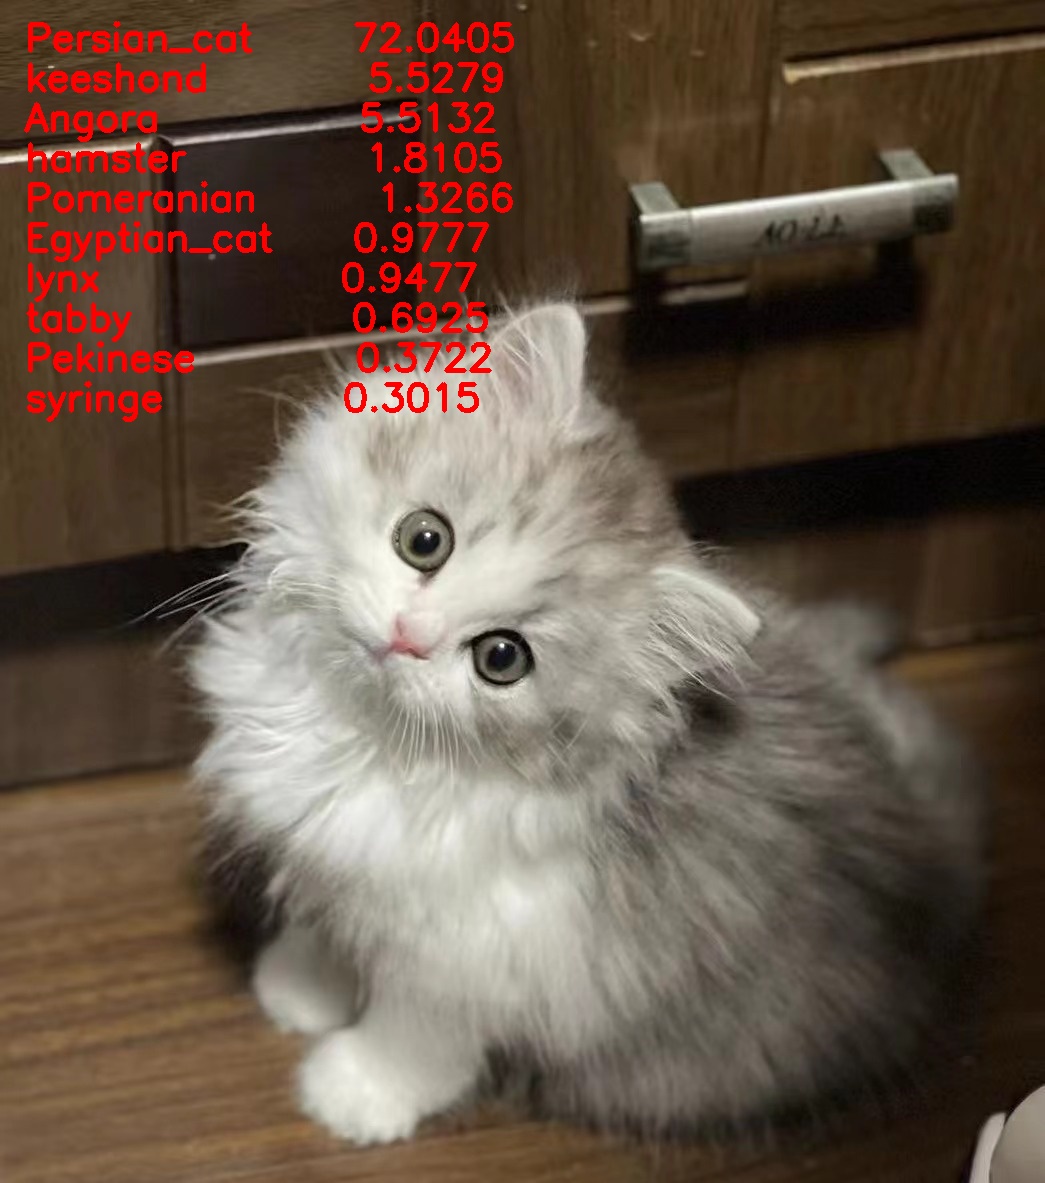 Persian_cat 72.0405
keeshond 5.5279
Angora 5.5132
hamster 1.8105
Pomeranian 1.3266
Egyptian_cat 0.9777
lynx 0.9477
tabby 0.6925
Pekinese 0.3722
syringe 0.3015